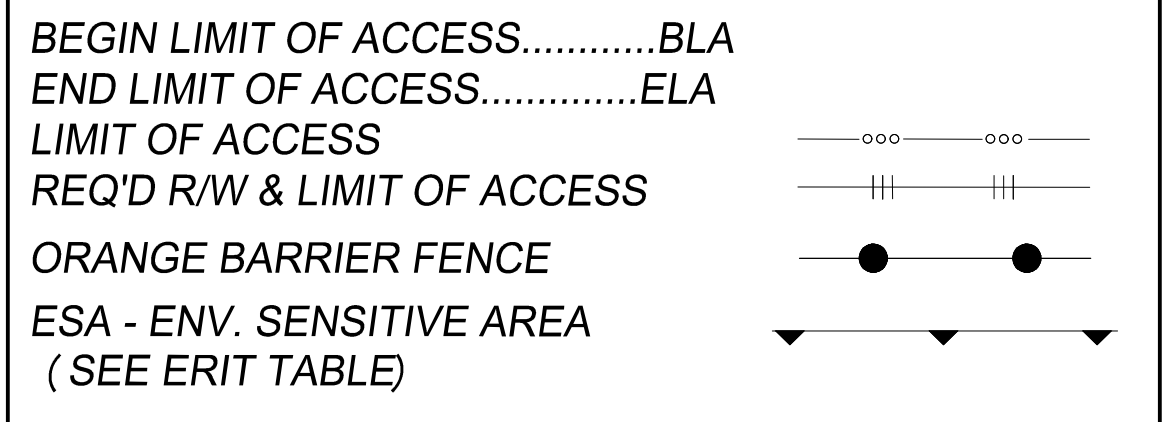 BEGIN LIMIT OF ACCESS............BLA
END LIMIT OF ACCESS..............ELA
LIMIT OF ACCESS
REQ'D R/W & LIMIT OF ACCESS
ORANGE BARRIER FENCE
ESA - ENV. SENSITIVE AREA
( SEE ERIT TABLE)